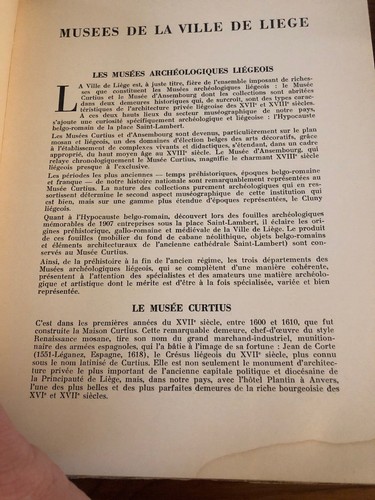 MUSEES DE LA VILLE DE LIEGE
LES MUSÉES ARCHÉOLOGIQUES LIÉGEOIS
LA Ville de Liège est, à juste titre, fière de l'ensemble imposant de riches-
ses que constituent les Musées archéologiques liégeois : le Musée
Curtius et le Musée d'Ansembourg dont les collections sont abritées
dans deux demeures historiques qui, de surcroît, sont des types carac-
téristiques de l'architecture privée liégeoise des XVIIe et XVIIIe siècles.
A ces deux hauts lieux du secteur muséographique de notre pays,
s'ajoute une curiosité spécifiquement archéologique et liégeoise : l'Hypocauste
belgo-romain de la place Saint-Lambert.
Les Musées Curtius et d'Ansembourg sont devenus, particulièrement sur le plan
mosan et liégeois, un des domaines d'élection belges des arts décoratifs, grâce
à l'établissement de complexes vivants et didactiques, s'étendant, dans un cadre
approprié, du haut moyen âge au XVIIIe siècle. Le Musée d'Ansembourg, qui
relaye chronologiquement le Musée Curtius, magnifie le charmant XVIIIe siècle
liégeois presque à l'exclusive.
Les périodes les plus anciennes — temps préhistoriques, époques belgo-romaine
et franque — de notre histoire nationale sont remarquablement représentées au
Musée Curtius. La nature des collections purement archéologiques qui en res-
sortissent détermine le second aspect muséographique de cette institution qui
est bien, mais sur une gamme plus étendue d'époques représentées, le Cluny
liégeois.
Quant à l'Hypocauste belgo-romain, découvert lors des fouilles archéologiques
mémorables de 1907 entreprises sous la place Saint-Lambert, il éclaire les ori-
gines préhistorique, gallo-romaine et médiévale de la Ville de Liège. Le produit
de ces fouilles (mobilier du fond de cabane néolithique, objets belgo-romains
et éléments architecturaux de l'ancienne cathédrale Saint-Lambert) sont con-
servés au Musée Curtius.
Ainsi, de la préhistoire à la fin de l'ancien régime, les trois départements des
Musées archéologiques liégeois, qui se complètent d'une manière cohérente,
présentent à l'attention des spécialistes et des amateurs une matière archéolo-
gique et artistique dont le mérite est d'être à la fois spécialisée, variée et bien
représentée.
LE MUSÉE CURTIUS
C'est dans les premières années du XVIIe siècle, entre 1600 et 1610, que fut
construite la Maison Curtius. Cette remarquable demeure, chef-d'œuvre du style
Renaissance mosane, tire son nom du grand marchand-industriel, munition-
naire des armées espagnoles, qui l'a bâtie à l'image de sa fortune : Jean de Corte
(1551-Léganez, Espagne, 1618), le Crésus liégeois du XVIIe siècle, plus connu
sous le nom latinisé de Curtius. Elle est non seulement le monument d'architec-
ture privée le plus important de l'ancienne capitale politique et diocésaine de
la Principauté de Liége, mais, dans notre pays, avec l'hôtel Plantin à Anvers,
l'une des plus belles et des plus parfaites demeures de la riche bourgeoisie des
XVIe et XVIIe siècles.